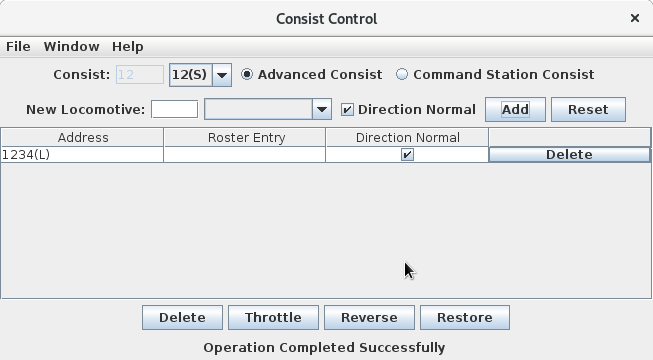 Consist Control
File Window Help
Consist: 12 12(S) Advanced Consist Command Station Consist
New Locomotive: Direction Normal Add Reset
Address Roster Entry Direction Normal
1234(L) Delete
Delete Throttle Reverse Restore
Operation Completed Successfully